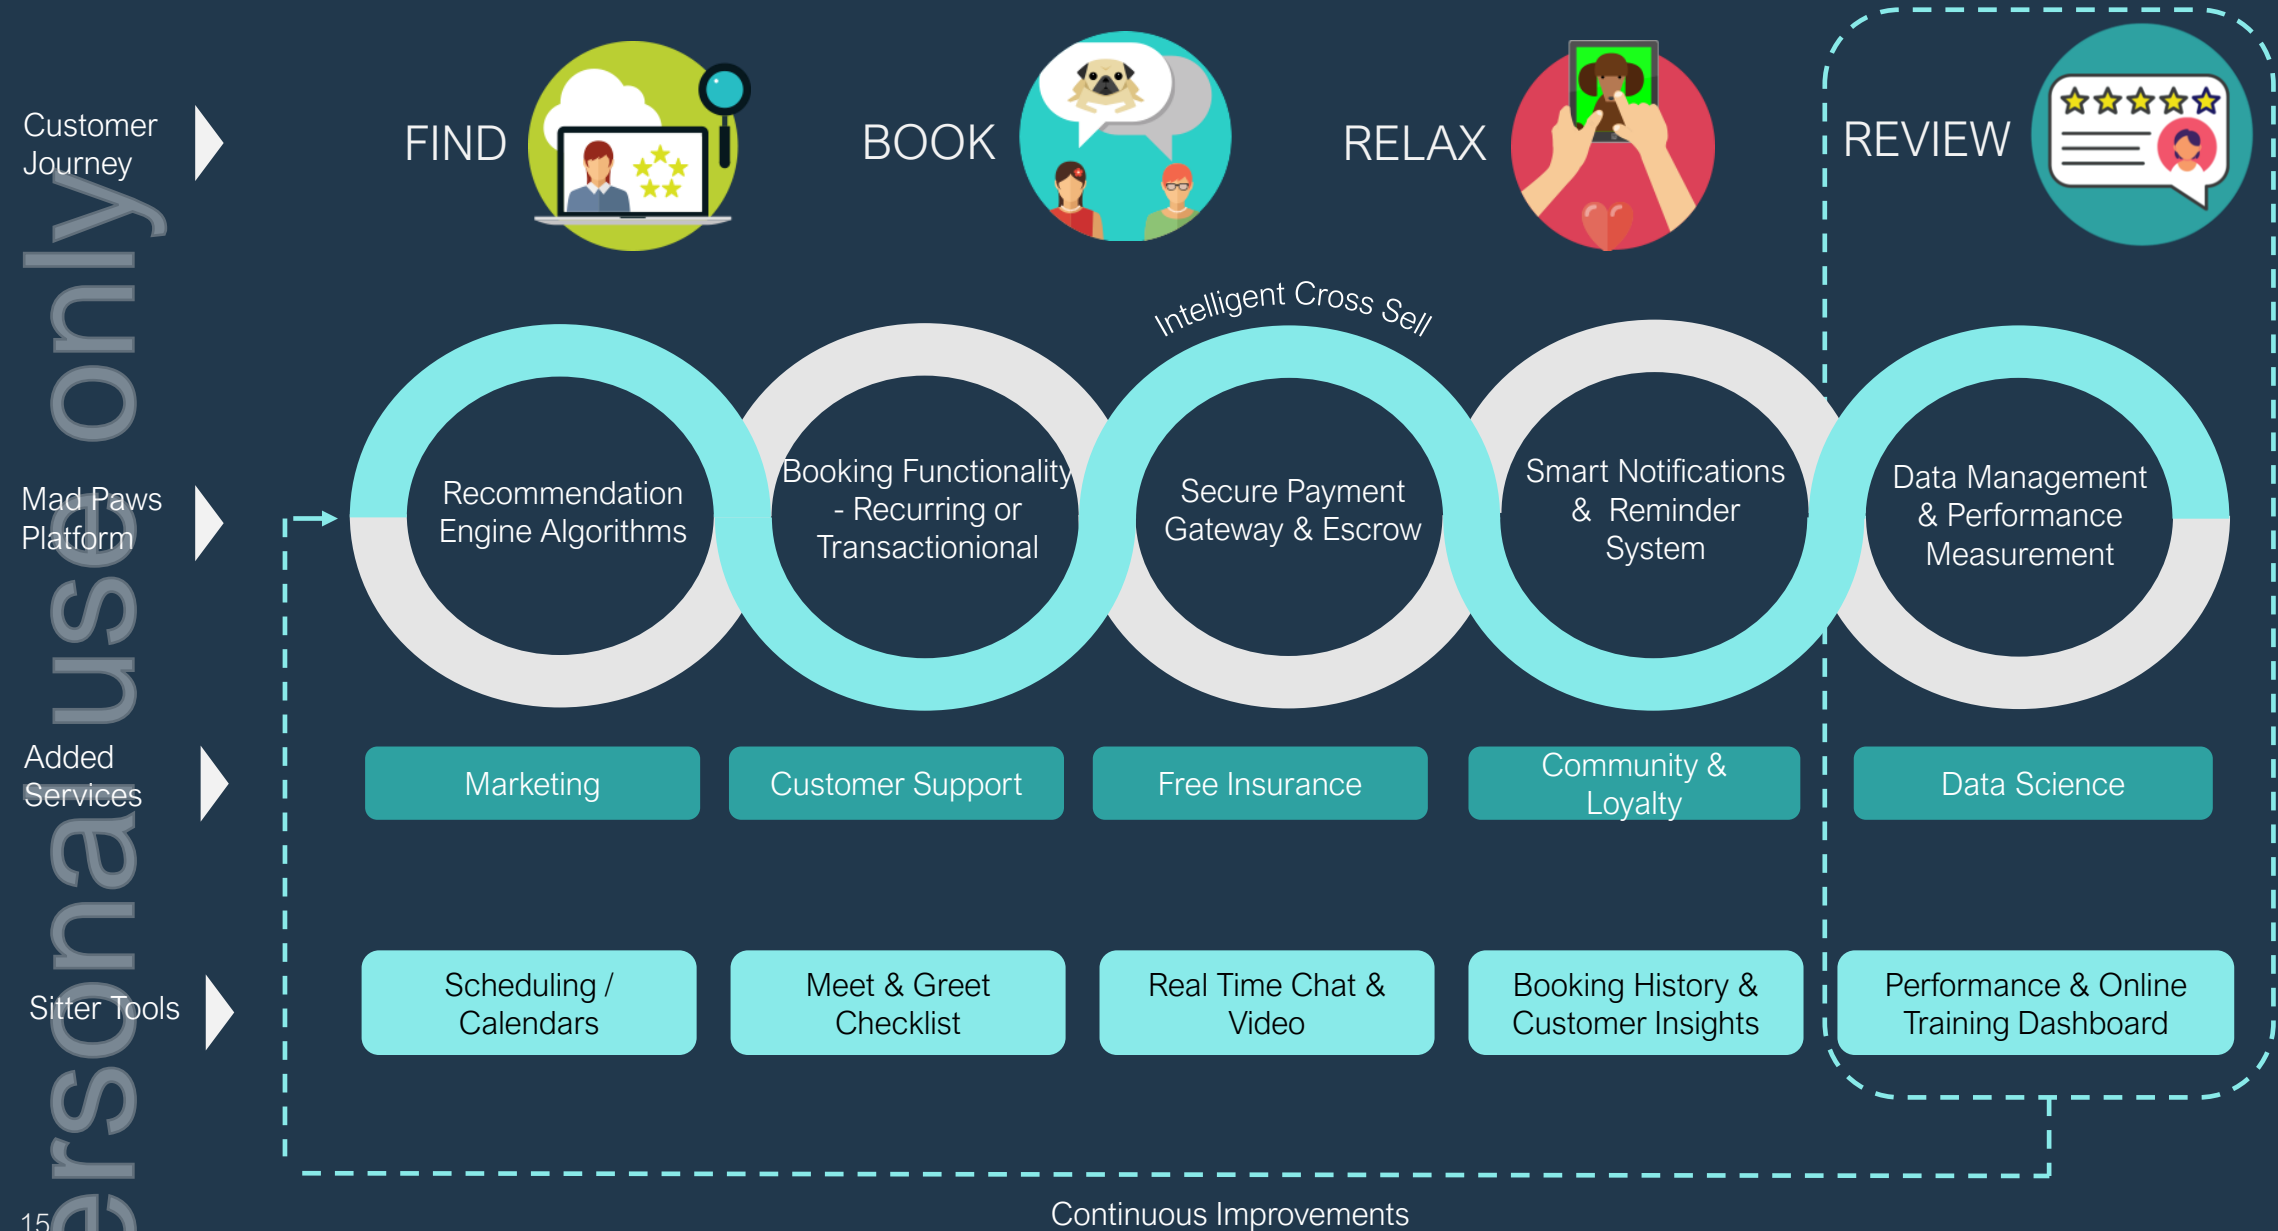 Customer
Journey
FIND
BOOK
RELAX
REVIEW
Intelligent Cross Sell
Mad Paws
Platform
Recommendation
Engine Algorithms
Booking Functionality
- Recurring or
Transactionional
Secure Payment
Gateway & Escrow
Smart Notifications
& Reminder
System
Data Management
& Performance
Measurement
Added
Services
Marketing
Customer Support
Free Insurance
Community &
Loyalty
Data Science
Sitter Tools
Scheduling /
Calendars
Meet & Greet
Checklist
Real Time Chat &
Video
Booking History &
Customer Insights
Performance & Online
Training Dashboard
Continuous Improvements
15
ersonal use only